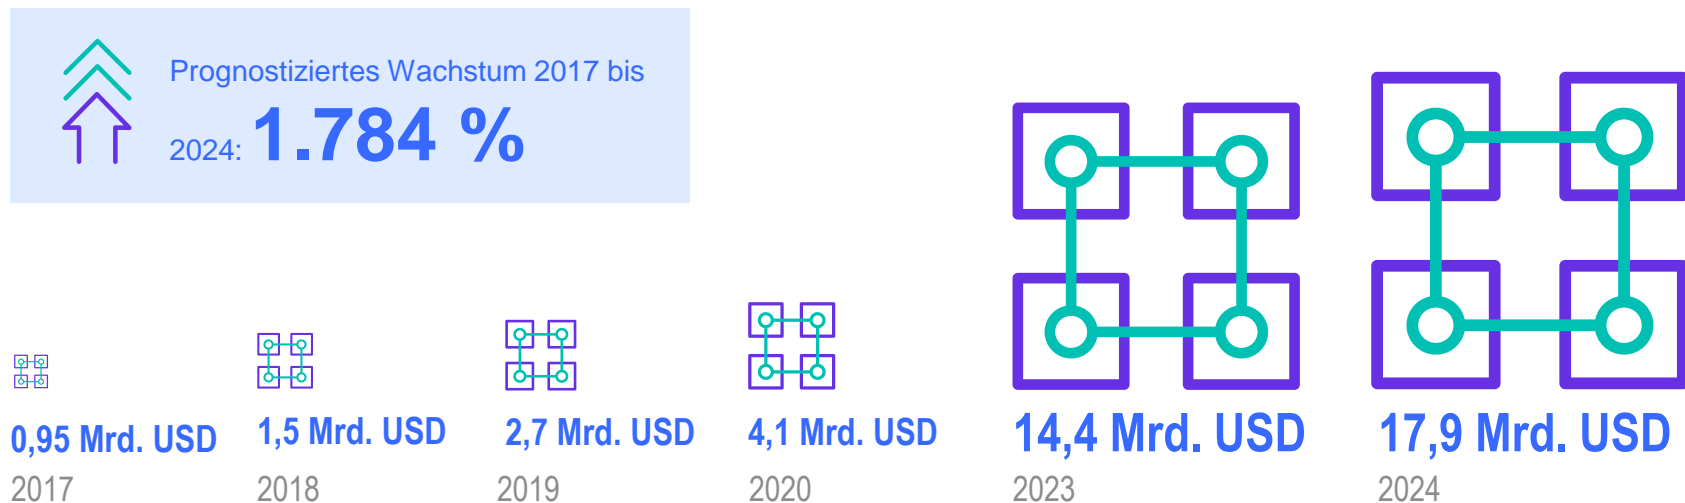 Prognostiziertes Wachstum 2017 bis
2024: 1.784 %
0,95 Mrd. USD
2017
1,5 Mrd. USD
2018
2,7 Mrd. USD
2019
4,1 Mrd. USD
2020
14,4 Mrd. USD
2023
17,9 Mrd. USD
2024